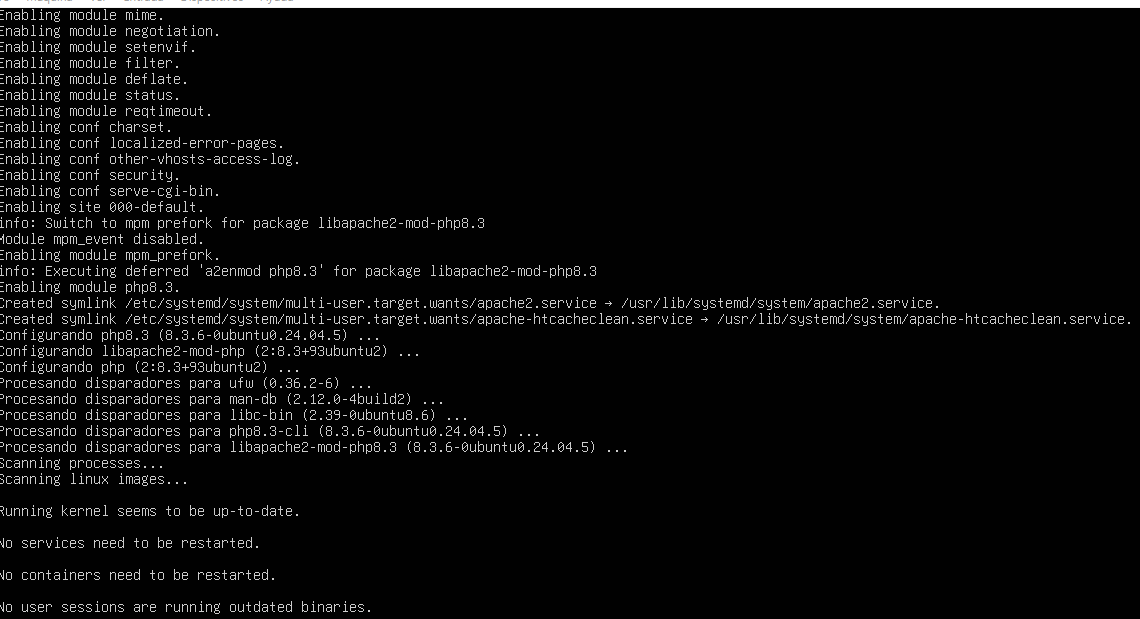 Enabling module mime.
Enabling module negotiation.
Enabling module setenvif.
Enabling module filter.
Enabling module deflate.
Enabling module status.
Enabling module reqtimeout.
Enabling conf charset.
Enabling conf localized-error-pages.
Enabling conf other-vhosts-access-log.
Enabling conf security.
Enabling conf serve-cgi-bin.
Enabling site 000-default.
info: Switch to mpm prefork for package libapache2-mod-php8.3
Module mpm_event disabled.
Enabling module mpm_prefork.
info: Executing deferred 'a2enmod php8.3' for package libapache2-mod-php8.3
Enabling module php8.3.
Created symlink /etc/systemd/system/multi-user.target.wants/apache2.service → /usr/lib/systemd/system/apache2.service.
Created symlink /etc/systemd/system/multi-user.target.wants/apache-htcacheclean.service → /usr/lib/systemd/system/apache-htcacheclean.service.
Configurando php8.3 (8.3.6-0ubuntu0.24.04.5) ...
Configurando libapache2-mod-php (2:8.3+93ubuntu2) ...
Configurando php (2:8.3+93ubuntu2) ...
Procesando disparadores para ufw (0.36.2-6) ...
Procesando disparadores para man-db (2.12.0-4build2) ...
Procesando disparadores para libc-bin (2.39-0ubuntu8.6) ...
Procesando disparadores para php8.3-cli (8.3.6-0ubuntu0.24.04.5) ...
Procesando disparadores para libapache2-mod-php8.3 (8.3.6-0ubuntu0.24.04.5) ...
Scanning processes...
Scanning linux images...
Running kernel seems to be up-to-date.
No services need to be restarted.
No containers need to be restarted.
No user sessions are running outdated binaries.